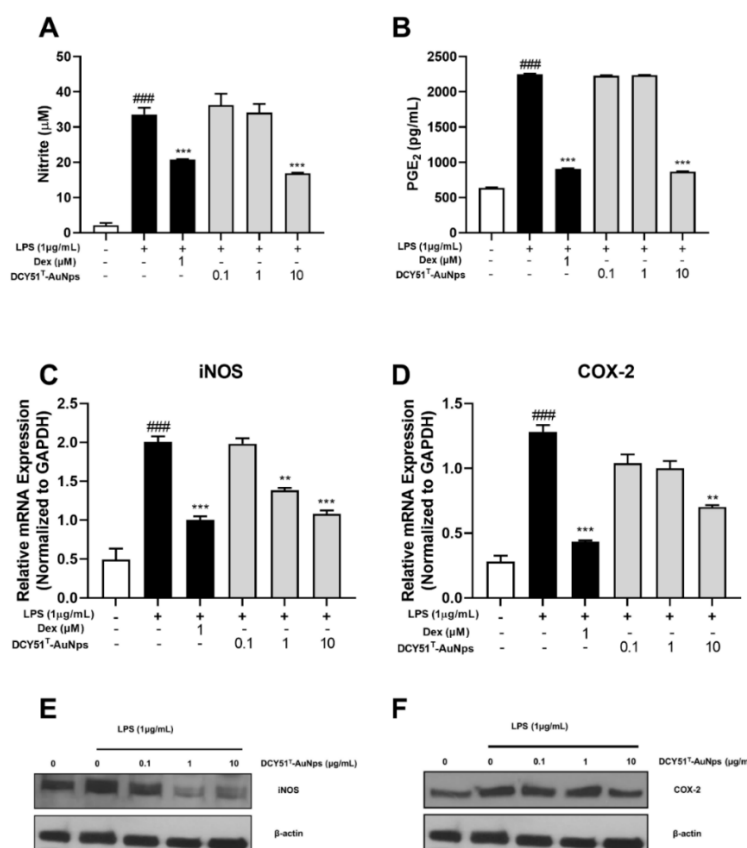 A
Nitrite (μM)
40
30
20
10
0
###
***
***
LPS (1μg/mL) - + + + + +
Dex (μM) - - 1 - - -
DCY51ᵀ-AuNps - - - 0.1 1 10
B
PGE₂ (pg/mL)
2500
2000
1500
1000
500
0
###
***
***
LPS (1μg/mL) - + + + + +
Dex (μM) - - 1 - - -
DCY51ᵀ-AuNps - - - 0.1 1 10
C
iNOS
Relative mRNA Expression
(Normalized to GAPDH)
2.5
2.0
1.5
1.0
0.5
0.0
###
***
**
***
LPS (1μg/mL) - + + + + +
Dex (μM) - - 1 - - -
DCY51ᵀ-AuNps - - - 0.1 1 10
D
COX-2
Relative mRNA Expression
(Normalized to GAPDH)
1.5
1.0
0.5
0.0
###
***
**
LPS (1μg/mL) - + + + + +
Dex (μM) - - 1 - - -
DCY51ᵀ-AuNps - - - 0.1 1 10
E
LPS (1μg/mL)
0 0 0.1 1 10 DCY51ᵀ-AuNps (μg/mL)
iNOS
β-actin
F
LPS (1μg/mL)
0 0 0.1 1 10 DCY51ᵀ-AuNps (μg/m
COX-2
β-actin